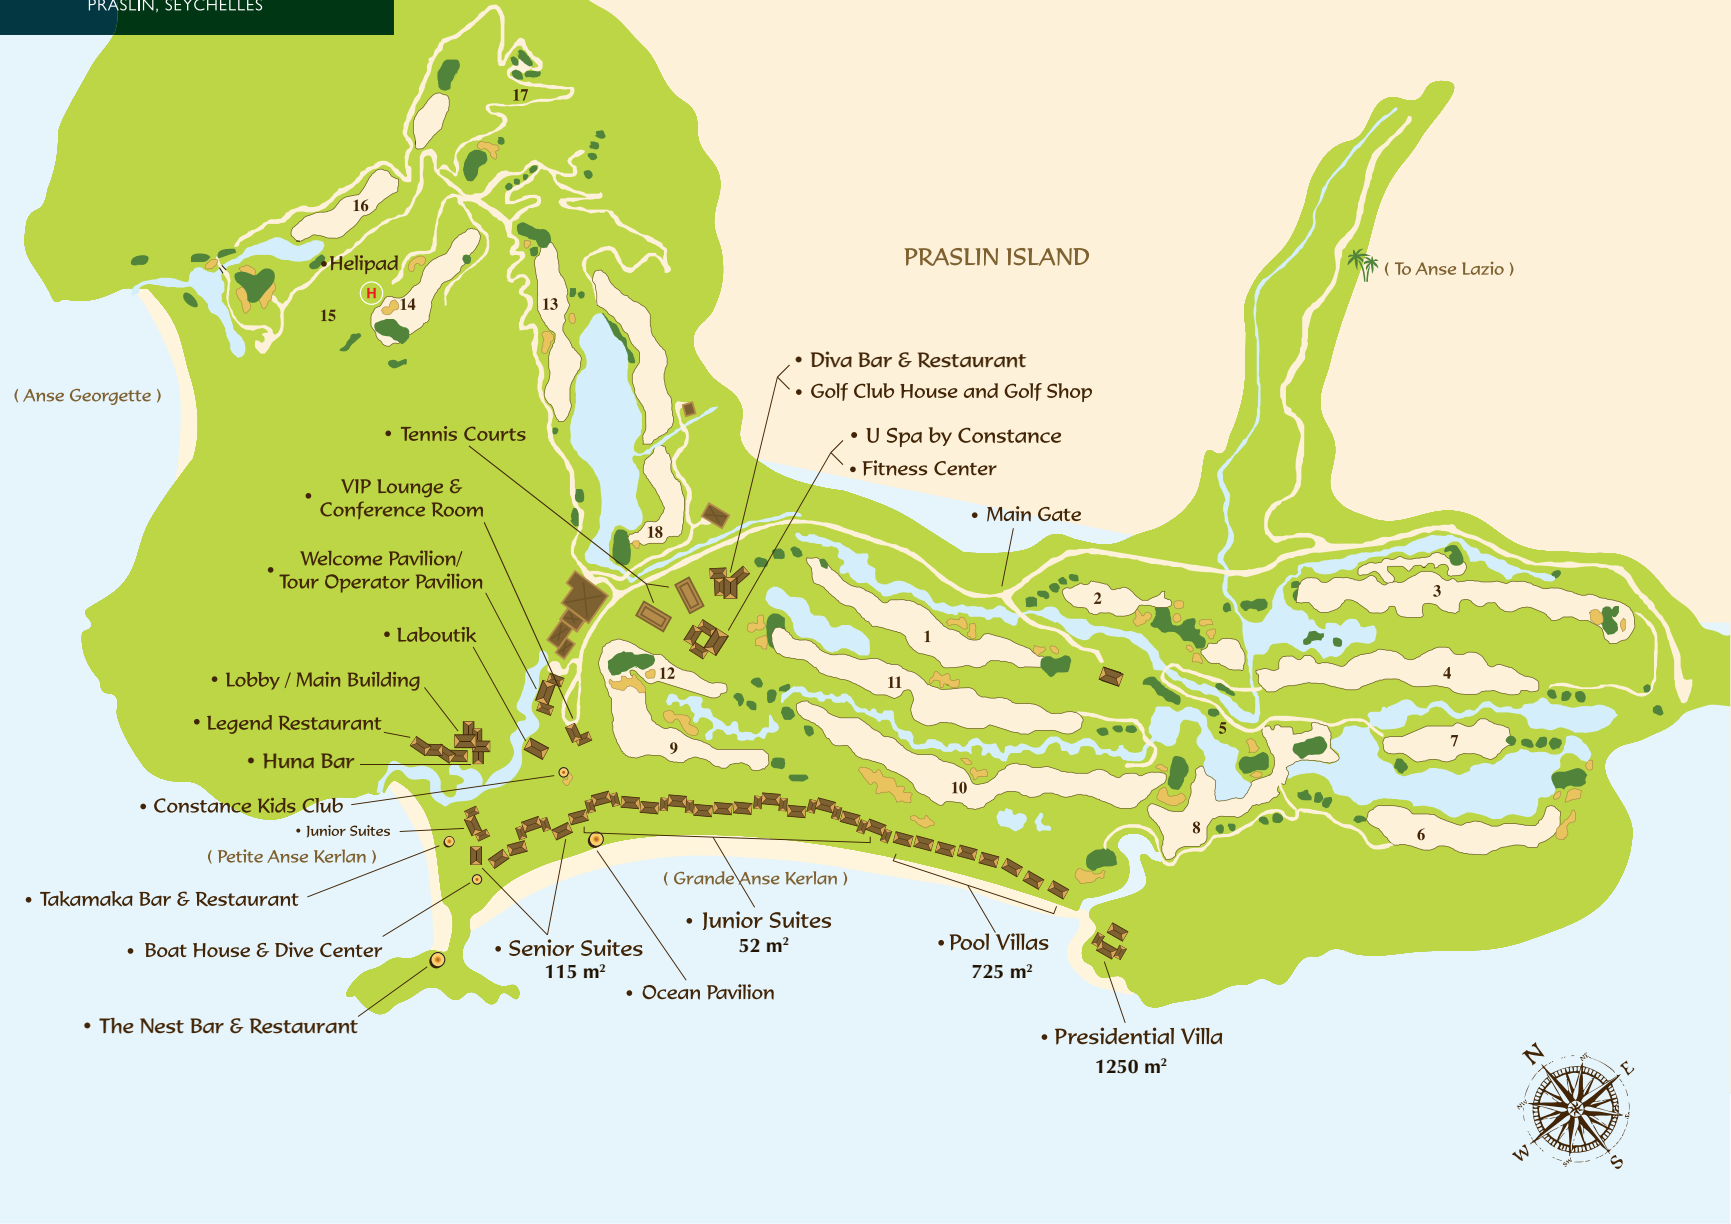 PRASLIN, SEYCHELLES
17
16
• Helipad
H
14
15
13
PRASLIN ISLAND
( To Anse Lazio )
• Diva Bar & Restaurant
• Golf Club House and Golf Shop
( Anse Georgette )
• Tennis Courts
• U Spa by Constance
• Fitness Center
• VIP Lounge &
Conference Room
18
• Main Gate
• Welcome Pavilion/
Tour Operator Pavilion
2
3
• Laboutik
1
12
11
4
• Lobby / Main Building
• Legend Restaurant
9
5
7
• Huna Bar
10
• Constance Kids Club
• Junior Suites
8
6
( Petite Anse Kerlan )
( Grande Anse Kerlan )
• Takamaka Bar & Restaurant
• Junior Suites
52 m²
• Boat House & Dive Center
• Senior Suites
115 m²
• Pool Villas
725 m²
• Ocean Pavilion
• The Nest Bar & Restaurant
• Presidential Villa
1250 m²
N
E
W
S
SW